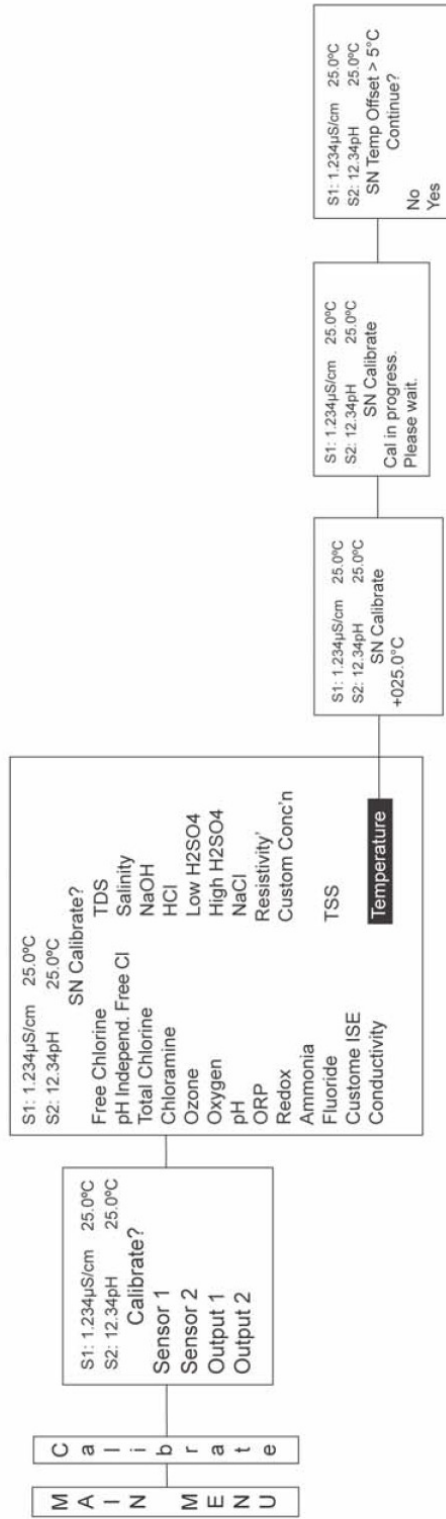 MAIN MENU
Calibrate
S1: 1.234µS/cm 25.0ºC
S2: 12.34pH 25.0ºC
Calibrate?
Sensor 1
Sensor 2
Output 1
Output 2
S1: 1.234µS/cm 25.0ºC
S2: 12.34pH 25.0ºC
SN Calibrate?
Free Chlorine TDS
pH Independ. Free Cl Salinity
Total Chlorine NaOH
Chloramine HCl
Ozone Low H2SO4
Oxygen High H2SO4
pH NaCl
ORP Resistivity'
Redox Custom Conc'n
Ammonia
Fluoride TSS
Custome ISE
Conductivity Temperature
S1: 1.234µS/cm 25.0ºC
S2: 12.34pH 25.0ºC
SN Calibrate
+025.0°C
S1: 1.234µS/cm 25.0ºC
S2: 12.34pH 25.0ºC
SN Calibrate
Cal in progress.
Please wait.
S1: 1.234µS/cm 25.0ºC
S2: 12.34pH 25.0ºC
SN Temp Offset > 5°C
Continue?
No
Yes